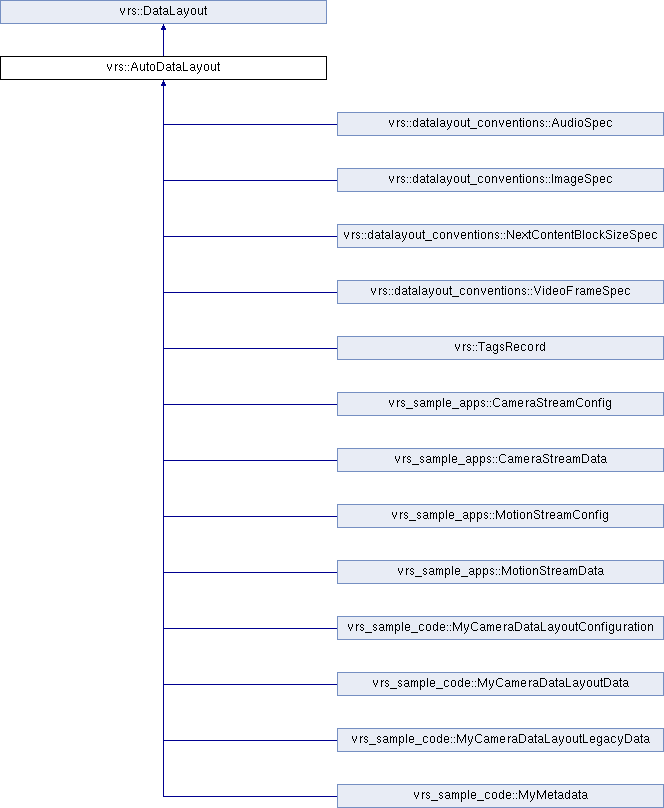 vrs::DataLayout
vrs::AutoDataLayout
vrs::datalayout_conventions::AudioSpec
vrs::datalayout_conventions::ImageSpec
vrs::datalayout_conventions::NextContentBlockSizeSpec
vrs::datalayout_conventions::VideoFrameSpec
vrs::TagsRecord
vrs_sample_apps::CameraStreamConfig
vrs_sample_apps::CameraStreamData
vrs_sample_apps::MotionStreamConfig
vrs_sample_apps::MotionStreamData
vrs_sample_code::MyCameraDataLayoutConfiguration
vrs_sample_code::MyCameraDataLayoutData
vrs_sample_code::MyCameraDataLayoutLegacyData
vrs_sample_code::MyMetadata